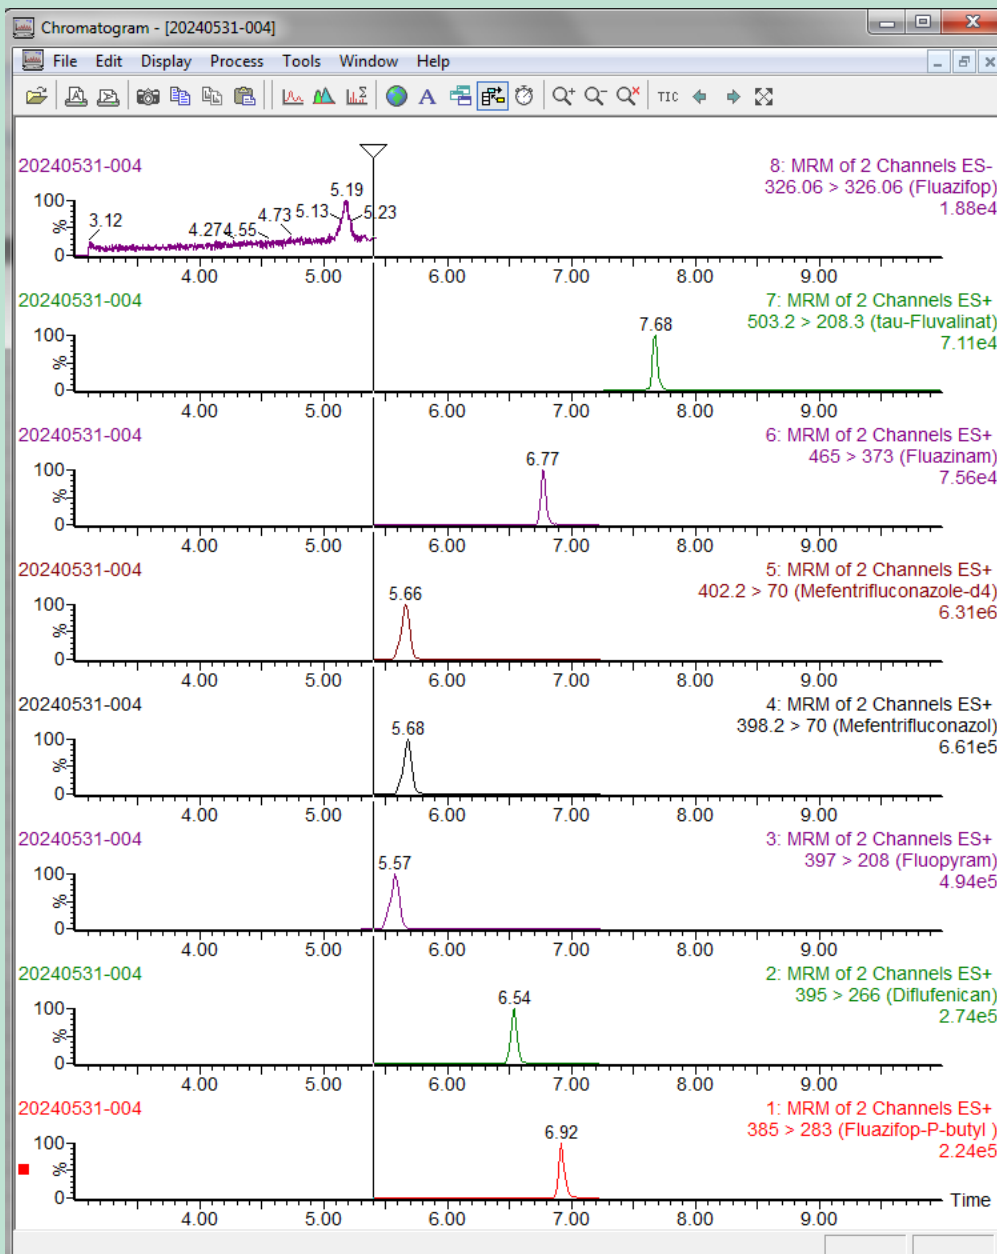 Chromatogram - [20240531-004]
File Edit Display Process Tools Window Help
TIC
20240531-004
8: MRM of 2 Channels ES-
326.06 > 326.06 (Fluazifop)
1.88e4
100
%
0
3.12 4.27 4.55 4.73 5.13 5.19 5.23
4.00 5.00 6.00 7.00 8.00 9.00
20240531-004
7: MRM of 2 Channels ES+
503.2 > 208.3 (tau-Fluvalinat)
7.11e4
100
%
0
7.68
4.00 5.00 6.00 7.00 8.00 9.00
20240531-004
6: MRM of 2 Channels ES+
465 > 373 (Fluazinam)
7.56e4
100
%
0
6.77
4.00 5.00 6.00 7.00 8.00 9.00
20240531-004
5: MRM of 2 Channels ES+
402.2 > 70 (Mefentrifluconazole-d4)
6.31e6
100
%
0
5.66
4.00 5.00 6.00 7.00 8.00 9.00
20240531-004
4: MRM of 2 Channels ES+
398.2 > 70 (Mefentrifluconazol)
6.61e5
100
%
0
5.68
4.00 5.00 6.00 7.00 8.00 9.00
20240531-004
3: MRM of 2 Channels ES+
397 > 208 (Fluopyram)
4.94e5
100
%
0
5.57
4.00 5.00 6.00 7.00 8.00 9.00
20240531-004
2: MRM of 2 Channels ES+
395 > 266 (Diflufenican)
2.74e5
100
%
0
6.54
4.00 5.00 6.00 7.00 8.00 9.00
20240531-004
1: MRM of 2 Channels ES+
385 > 283 (Fluazifop-P-butyl )
2.24e5
100
%
0
6.92
Time
4.00 5.00 6.00 7.00 8.00 9.00